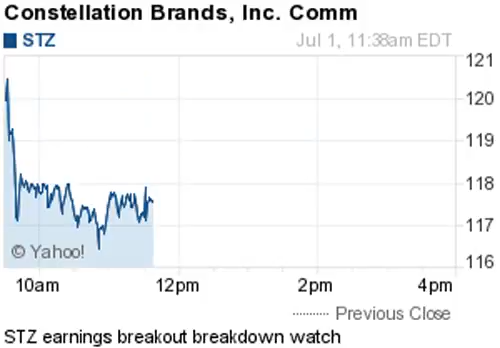 Constellation Brands, Inc. Comm
STZ Jul 1, 11:38am EDT
121
120
119
118
117
116
© Yahoo!
10am 12pm 2pm 4pm
Previous Close
STZ earnings breakout breakdown watch